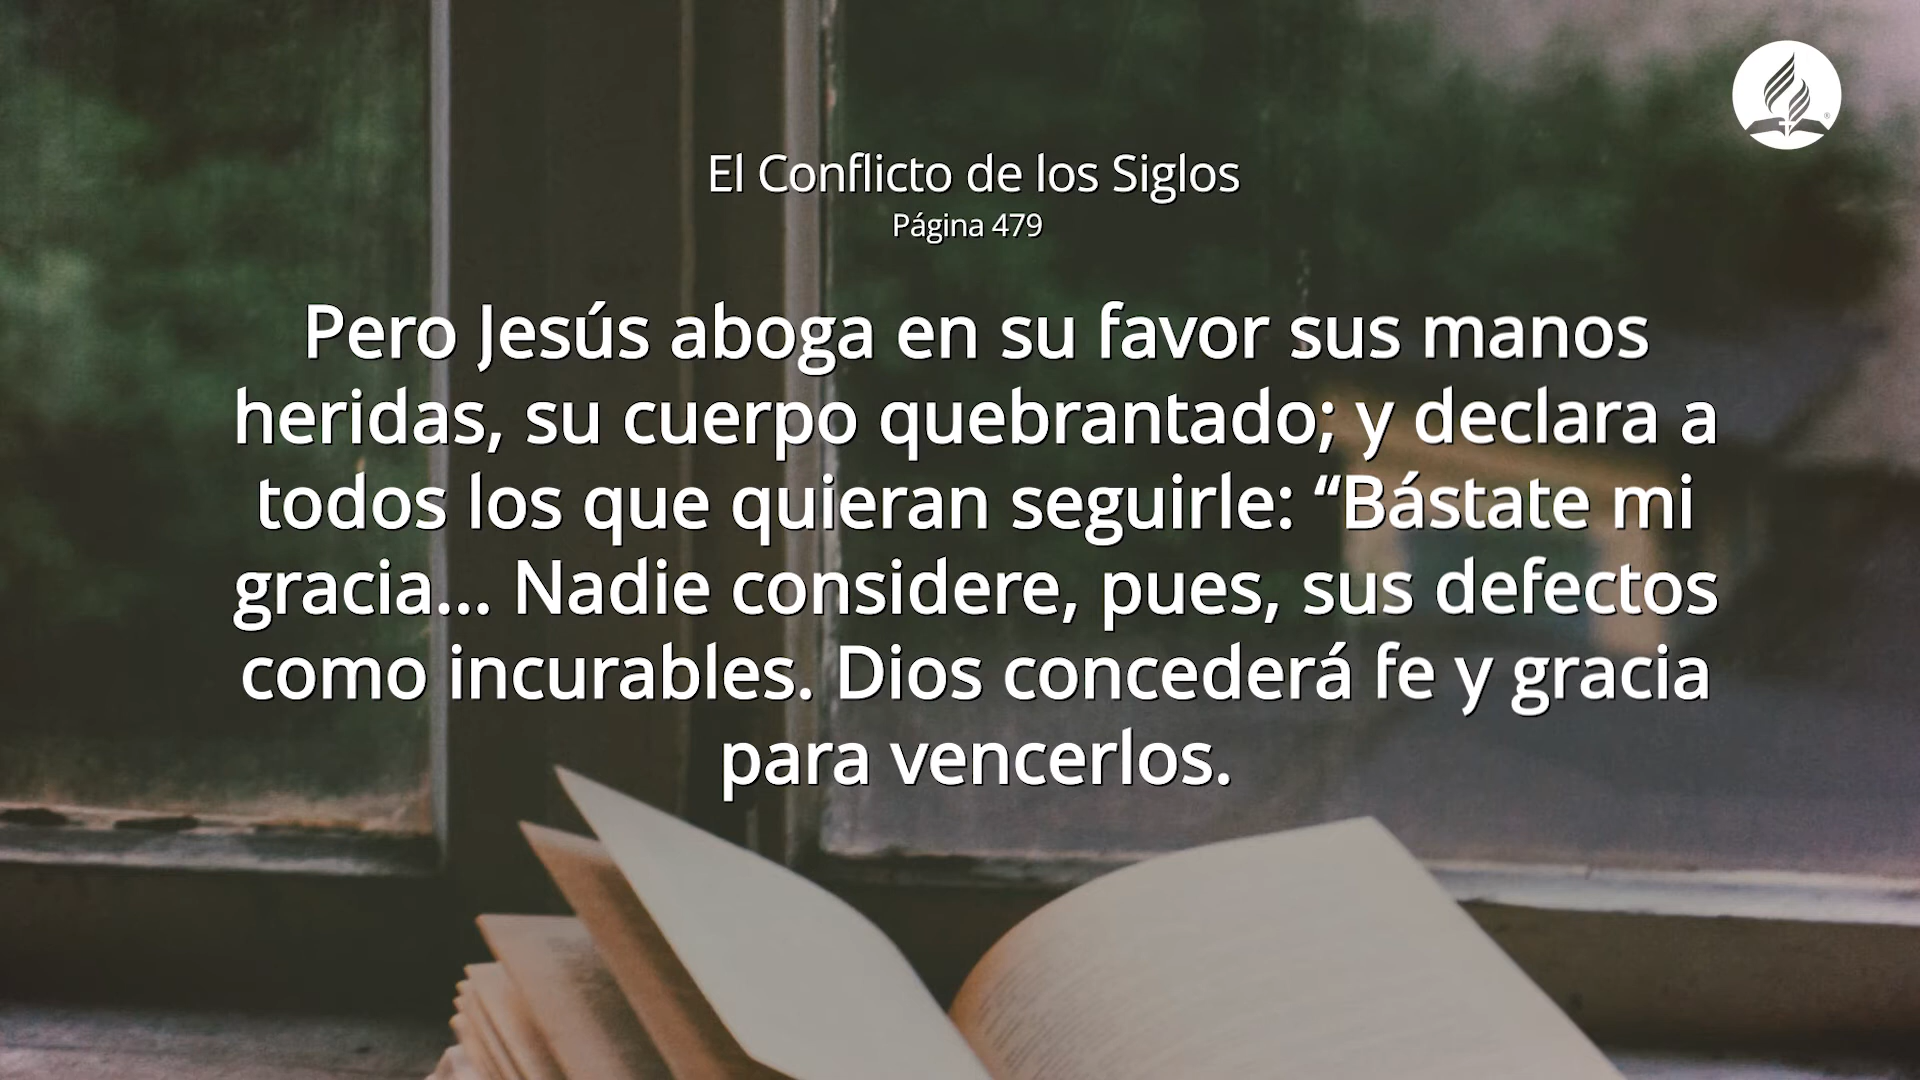 El Conflicto de los Siglos
Página 479
Pero Jesús aboga en su favor sus manos
heridas, su cuerpo quebrantado; y declara a
todos los que quieran seguirle: “Bástate mi
gracia... Nadie considere, pues, sus defectos
como incurables. Dios concederá fe y gracia
para vencerlos.